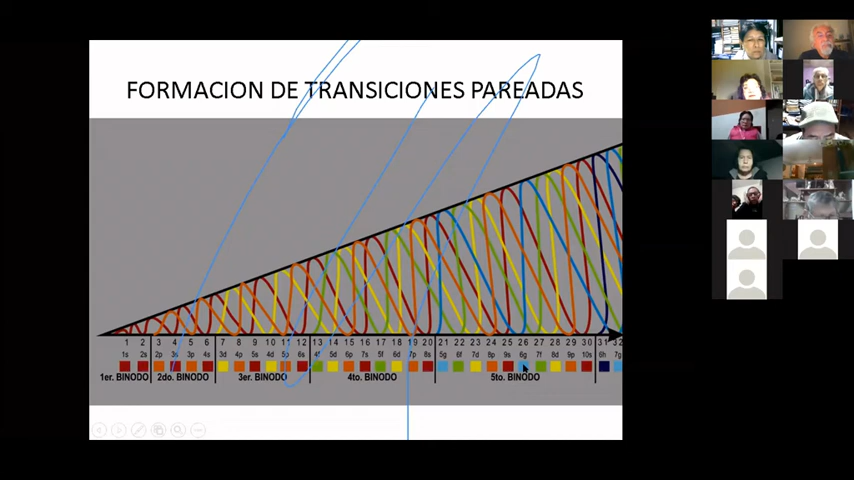 FORMACION DE TRANSICIONES PAREADAS
1 2 3 4 5 6 7 8 9 10 11 12 13 14 15 16 17 18 19 20 21 22 23 24 25 26 27 28 29 30 31 32
1s 2s 2p 3s 3p 4s 3d 4p 5s 4d 5p 6s 4f 5d 6p 7s 5f 6d 7p 8s 5g 6f 7d 8p 9s 6g 7f 8d 9p 10s 6h 7g
1er. BINODO 2do. BINODO 3er. BINODO 4to. BINODO 5to. BINODO